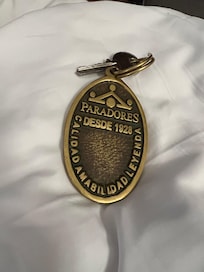 PARADORES
DESDE 1928
CALIDAD AMABILIDAD LEYENDA